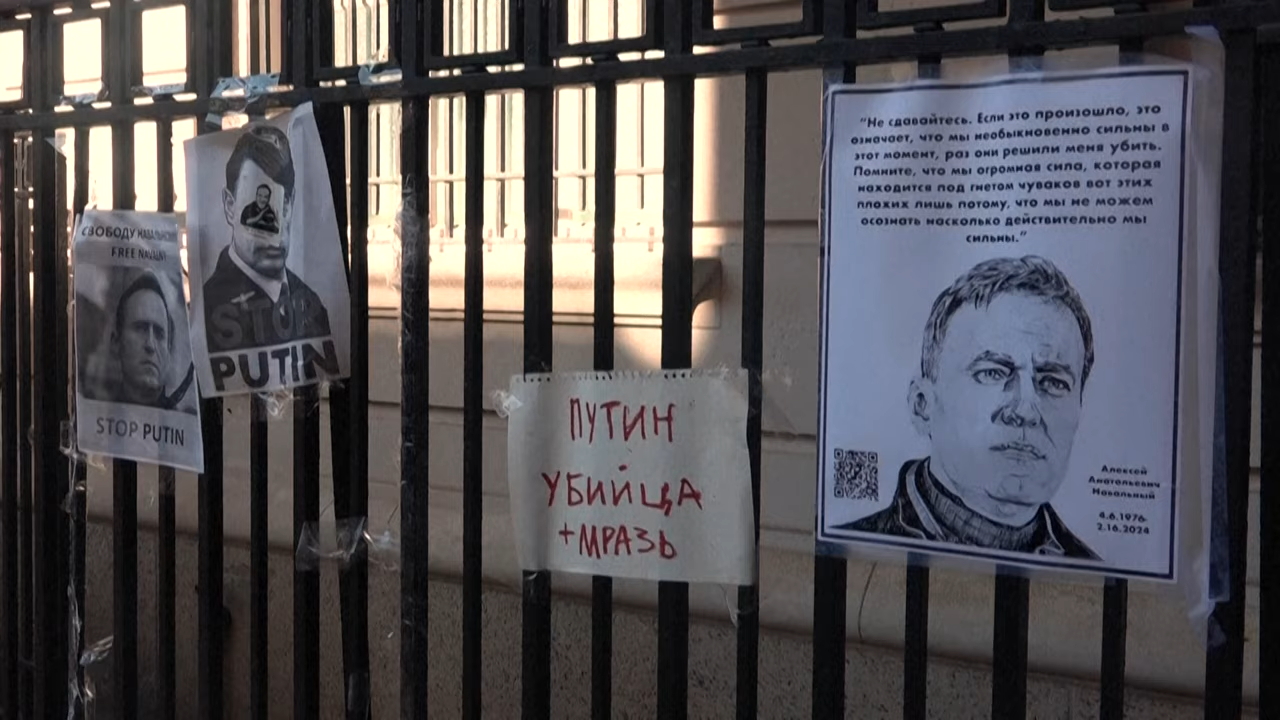 СВОБОДУ НАВАЛЬНОМУ
FREE NAVALNY
STOP PUTIN
STOP
PUTIN
ПУТИН
УБИЙЦА
+МРАЗЬ
“Не сдавайтесь. Если это произошло, это
означает, что мы необыкновенно сильны в
этот момент, раз они решили меня убить.
Помните, что мы огромная сила, которая
находится под гнетом чуваков вот этих
плохих лишь потому, что мы не можем
осознать насколько действительно мы
сильны.”
Алексей
Анатольевич
Навальный
4.6.1976-
2.16.2024